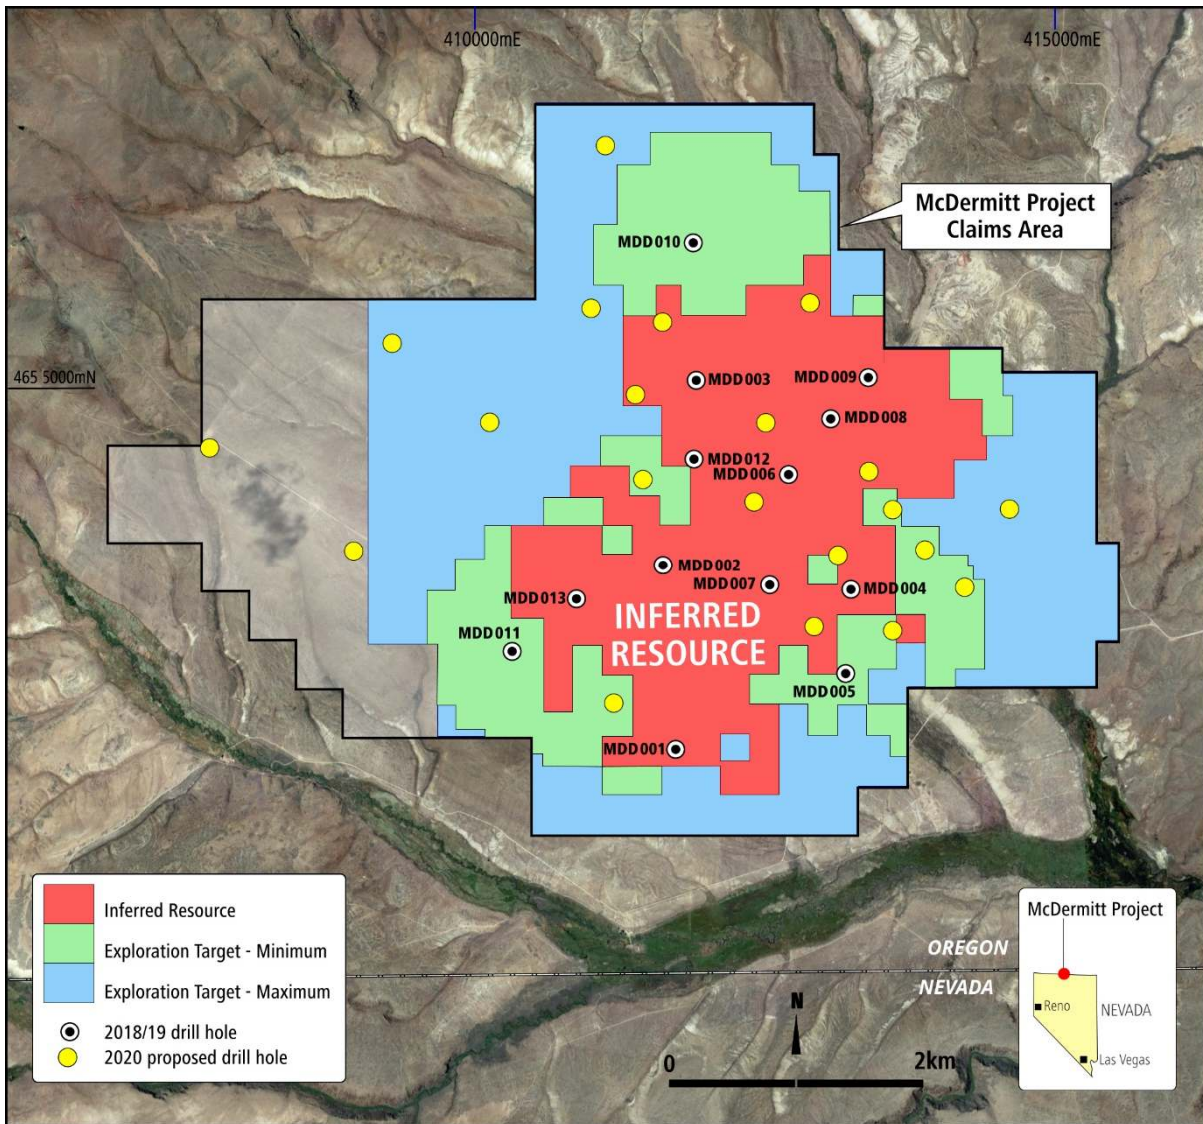 410000mE
415000mE
McDermitt Project
Claims Area
MDD010
465 5000mN
MDD003
MDD009
MDD008
MDD012
MDD006
MDD002
MDD007
MDD004
MDD013
INFERRED
RESOURCE
MDD011
MDD005
MDD001
Inferred Resource
Exploration Target - Minimum
Exploration Target - Maximum
2018/19 drill hole
2020 proposed drill hole
OREGON
NEVADA
N
0
2km
McDermitt Project
Reno
NEVADA
Las Vegas